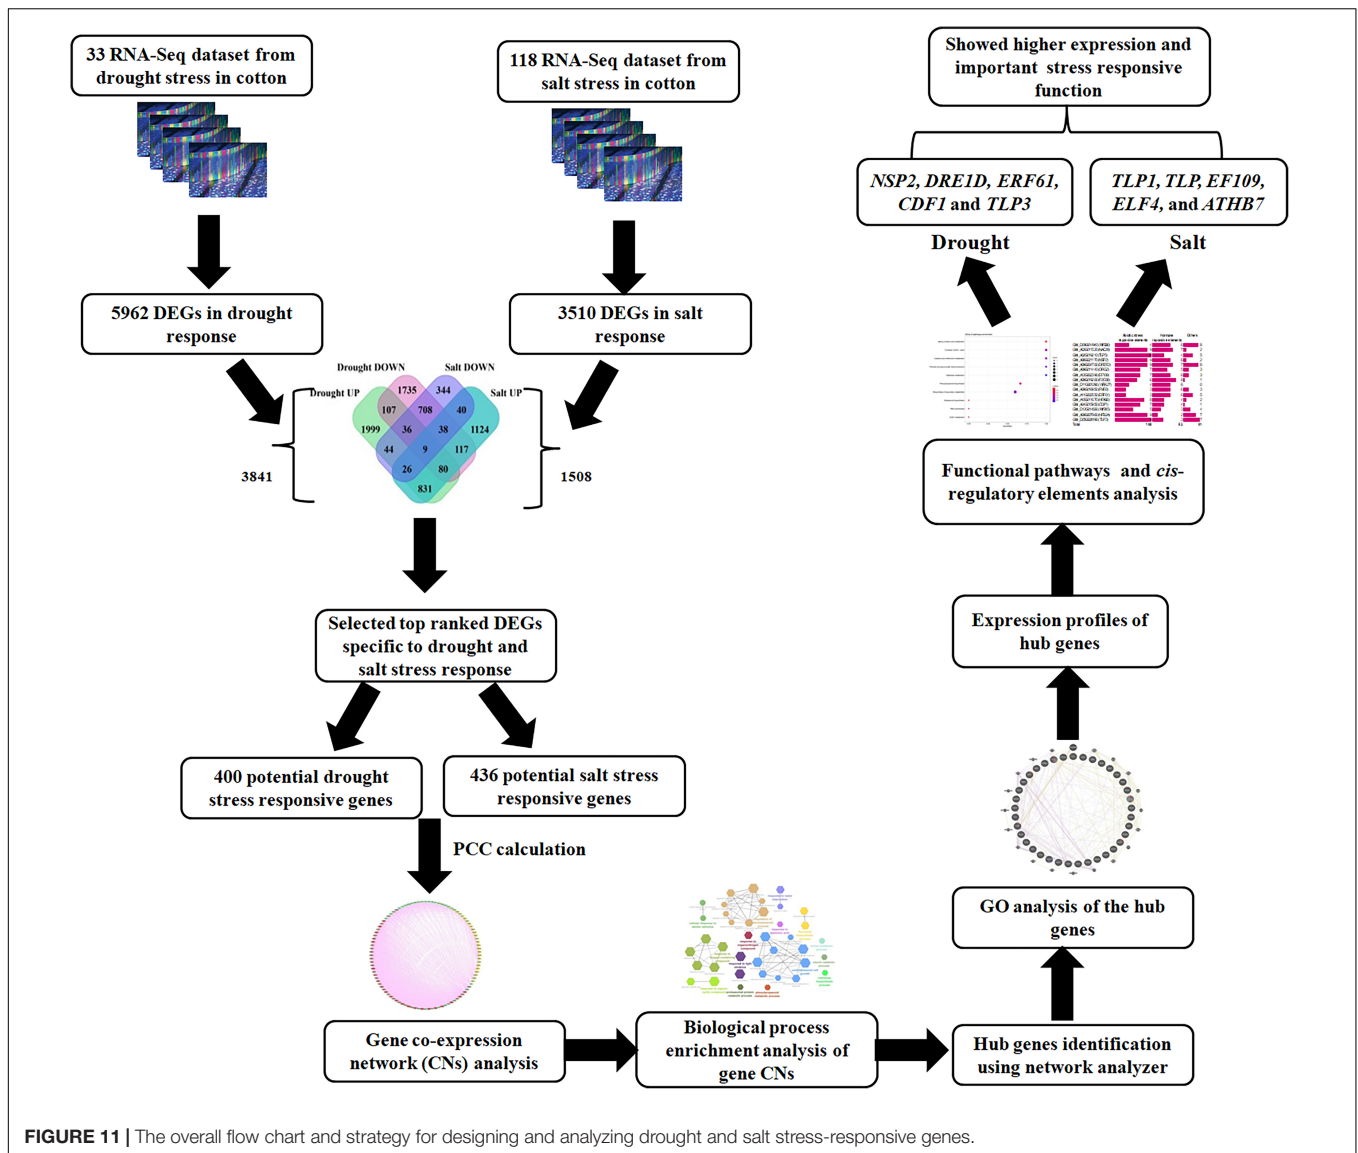 33 RNA-Seq dataset from
drought stress in cotton
118 RNA-Seq dataset from
salt stress in cotton
5962 DEGs in drought
response
3510 DEGs in salt
response
Drought DOWN
Salt DOWN
Drought UP
Salt UP
1735
344
107
708
40
1999
36
38
1124
44
9
117
26
80
831
3841
1508
Selected top ranked DEGs
specific to drought and
salt stress response
400 potential drought
stress responsive genes
436 potential salt stress
responsive genes
PCC calculation
Gene co-expression
network (CNs) analysis
Biological process
enrichment analysis of
gene CNs
Hub genes identification
using network analyzer
GO analysis of the hub
genes
Expression profiles of
hub genes
Functional pathways and cis-
regulatory elements analysis
Drought
Salt
NSP2, DRE1D, ERF61,
CDF1 and TLP3
TLP1, TLP, EF109,
ELF4, and ATHB7
Showed higher expression and
important stress responsive
function
FIGURE 11 | The overall flow chart and strategy for designing and analyzing drought and salt stress-responsive genes.